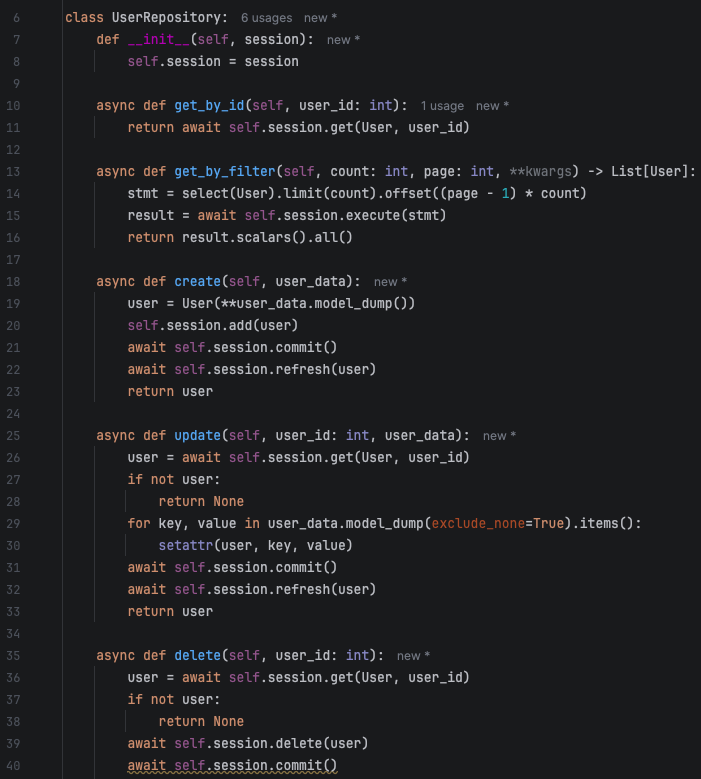 6 class UserRepository: 6 usages new *
7     def __init__(self, session): new *
8         self.session = session
9
10     async def get_by_id(self, user_id: int): 1 usage new *
11         return await self.session.get(User, user_id)
12
13     async def get_by_filter(self, count: int, page: int, **kwargs) -> List[User]:
14         stmt = select(User).limit(count).offset((page - 1) * count)
15         result = await self.session.execute(stmt)
16         return result.scalars().all()
17
18     async def create(self, user_data): new *
19         user = User(**user_data.model_dump())
20         self.session.add(user)
21         await self.session.commit()
22         await self.session.refresh(user)
23         return user
24
25     async def update(self, user_id: int, user_data): new *
26         user = await self.session.get(User, user_id)
27         if not user:
28             return None
29         for key, value in user_data.model_dump(exclude_none=True).items():
30             setattr(user, key, value)
31         await self.session.commit()
32         await self.session.refresh(user)
33         return user
34
35     async def delete(self, user_id: int): new *
36         user = await self.session.get(User, user_id)
37         if not user:
38             return None
39         await self.session.delete(user)
40         await self.session.commit()